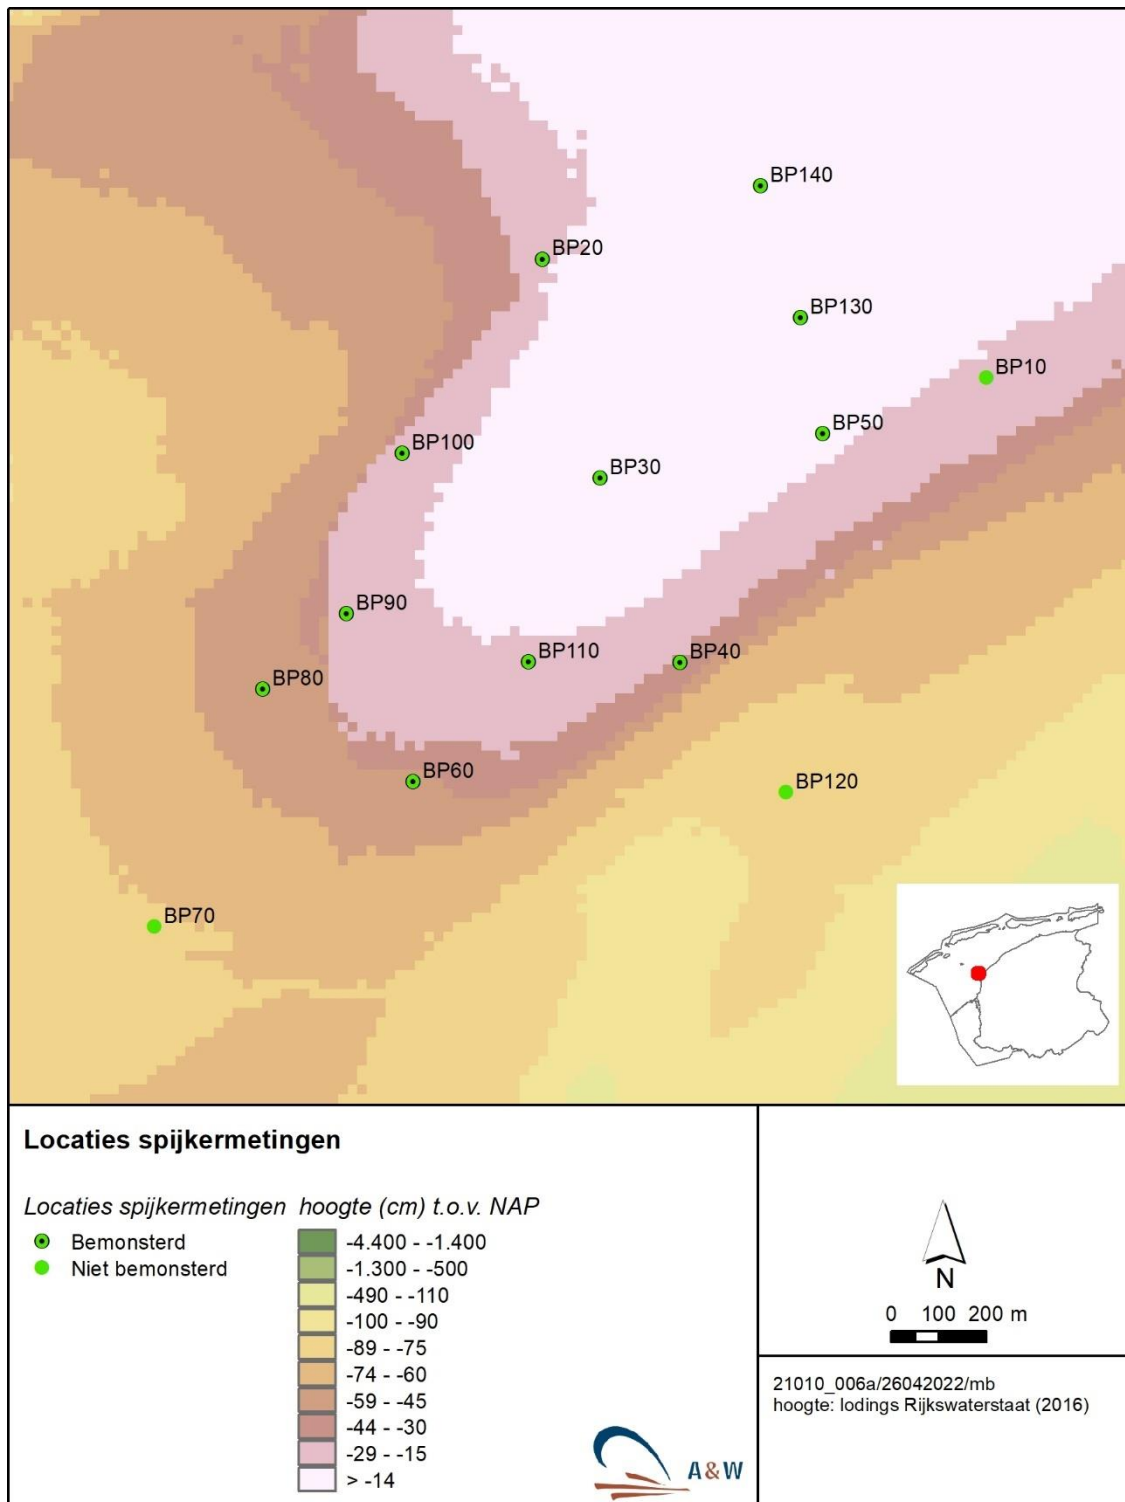 BP140
BP20
BP130
BP10
BP50
BP100
BP30
BP90
BP110
BP40
BP80
BP60
BP120
BP70
Locaties spijkermetingen
Locaties spijkermetingen
Bemonsterd
Niet bemonsterd
hoogte (cm) t.o.v. NAP
-4.400 - -1.400
-1.300 - -500
-490 - -110
-100 - -90
-89 - -75
-74 - -60
-59 - -45
-44 - -30
-29 - -15
> -14
A&W
N
0 100 200 m
21010_006a/26042022/mb
hoogte: lodings Rijkswaterstaat (2016)